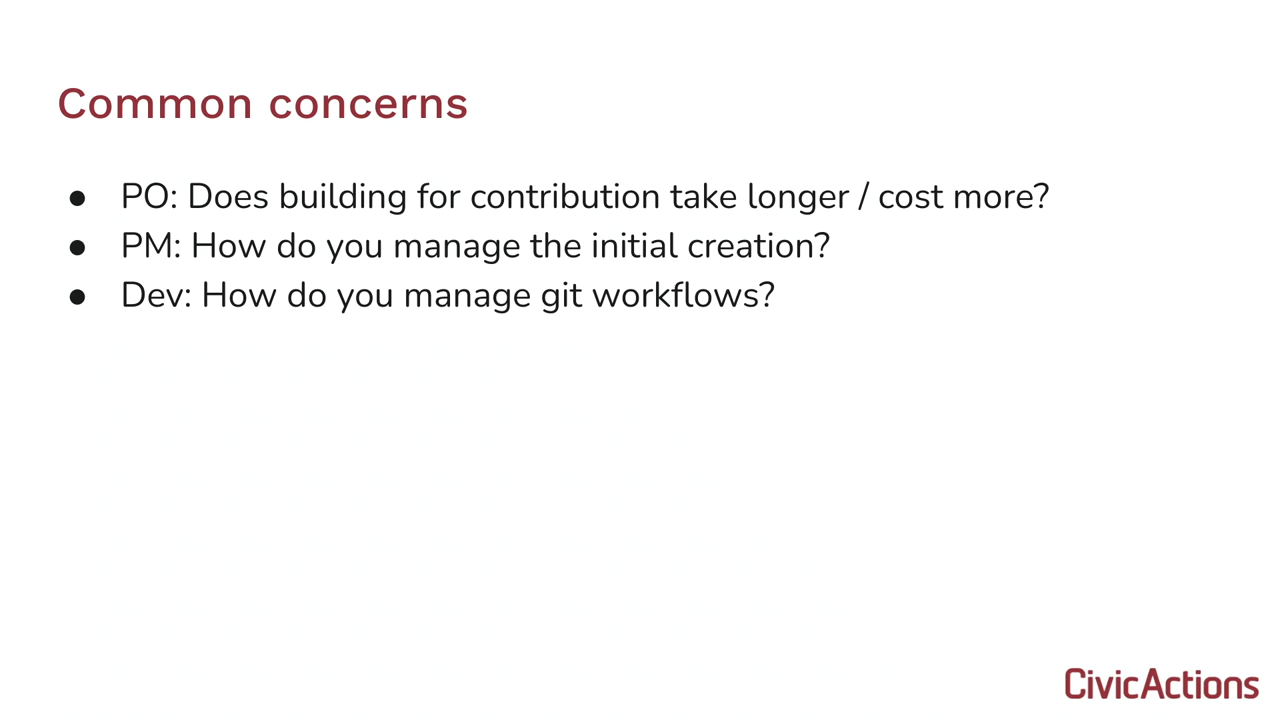 Common concerns
● PO: Does building for contribution take longer / cost more?
● PM: How do you manage the initial creation?
● Dev: How do you manage git workflows?
CivicActions